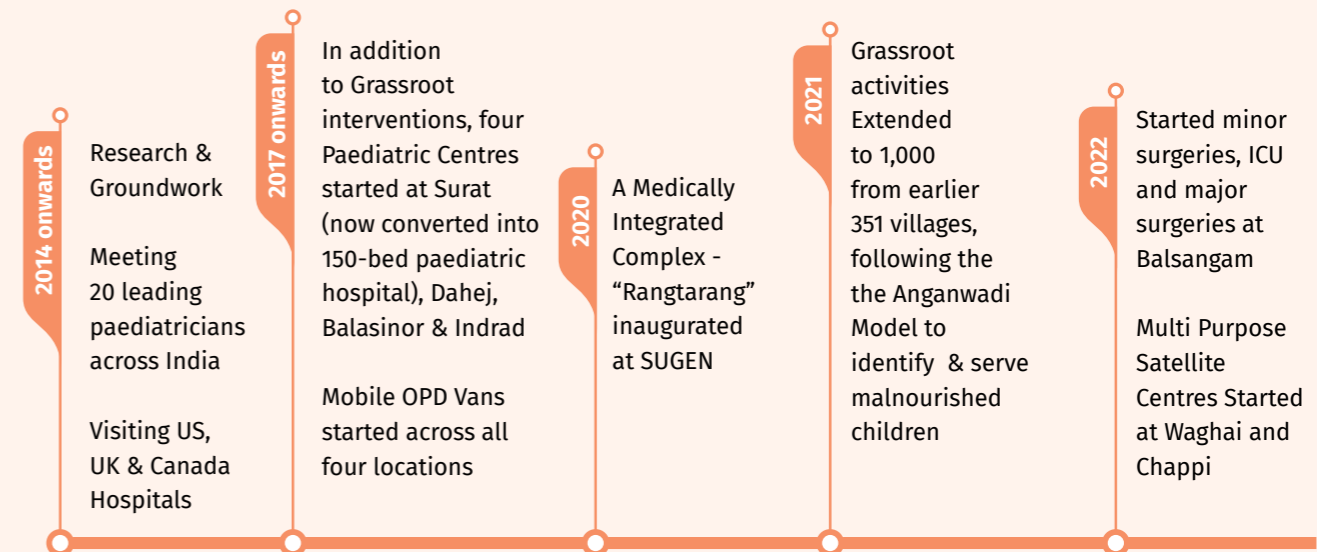 2014 onwards
Research &
Groundwork
Meeting
20 leading
paediatricians
across India
Visiting US,
UK & Canada
Hospitals
2017 onwards
In addition
to Grassroot
interventions, four
Paediatric Centres
started at Surat
(now converted into
150-bed paediatric
hospital), Dahej,
Balasinor & Indrad
Mobile OPD Vans
started across all
four locations
2020
A Medically
Integrated
Complex -
“Rangtarang”
inaugurated
at SUGEN
2021
Grassroot
activities
Extended
to 1,000
from earlier
351 villages,
following the
the Anganwadi
Model to
identify & serve
malnourished
children
2022
Started minor
surgeries, ICU
and major
surgeries at
Balsangam
Multi Purpose
Satellite
Centres Started
at Waghai and
Chappi